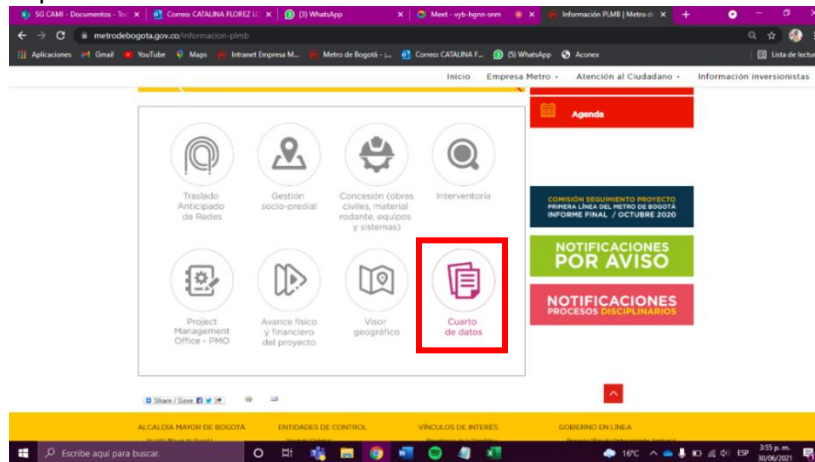 SG CAMI - Documentos - To
Correo: CATALINA FLOREZ
(3) WhatsApp
Meet - vyb-hgnn-snm
Información PLMB | Metro d
metrodebogota.gov.co/informacion-plmb
Aplicaciones
Gmail
YouTube
Maps
Intranet Empresa M...
Metro de Bogotá - ...
Correo: CATALINA F...
(5) WhatsApp
Aconex
Lista de lectu
Inicio
Empresa Metro
Atención al Ciudadano
Información inversionistas
Agenda
Traslado
Anticipado
de Redes
Gestión
socio-predial
Concesión (obras
civiles, material
rodante, equipos
y sistemas)
Interventoría
COMISIÓN SEGUIMIENTO PROYECTO
PRIMERA LÍNEA DEL METRO DE BOGOTÁ
INFORME FINAL / OCTUBRE 2020
NOTIFICACIONES
POR AVISO
NOTIFICACIONES
PROCESOS DISCIPLINARIOS
Project
Management
Office - PMO
Avance físico
y financiero
del proyecto
Visor
geográfico
Cuarto
de datos
Share / Save
ALCALDÍA MAYOR DE BOGOTÁ
ENTIDADES DE CONTROL
VÍNCULOS DE INTERÉS
GOBIERNO EN LÍNEA
Escribe aquí para buscar.
16°C
ESP
3:55 p. m.
30/06/2021